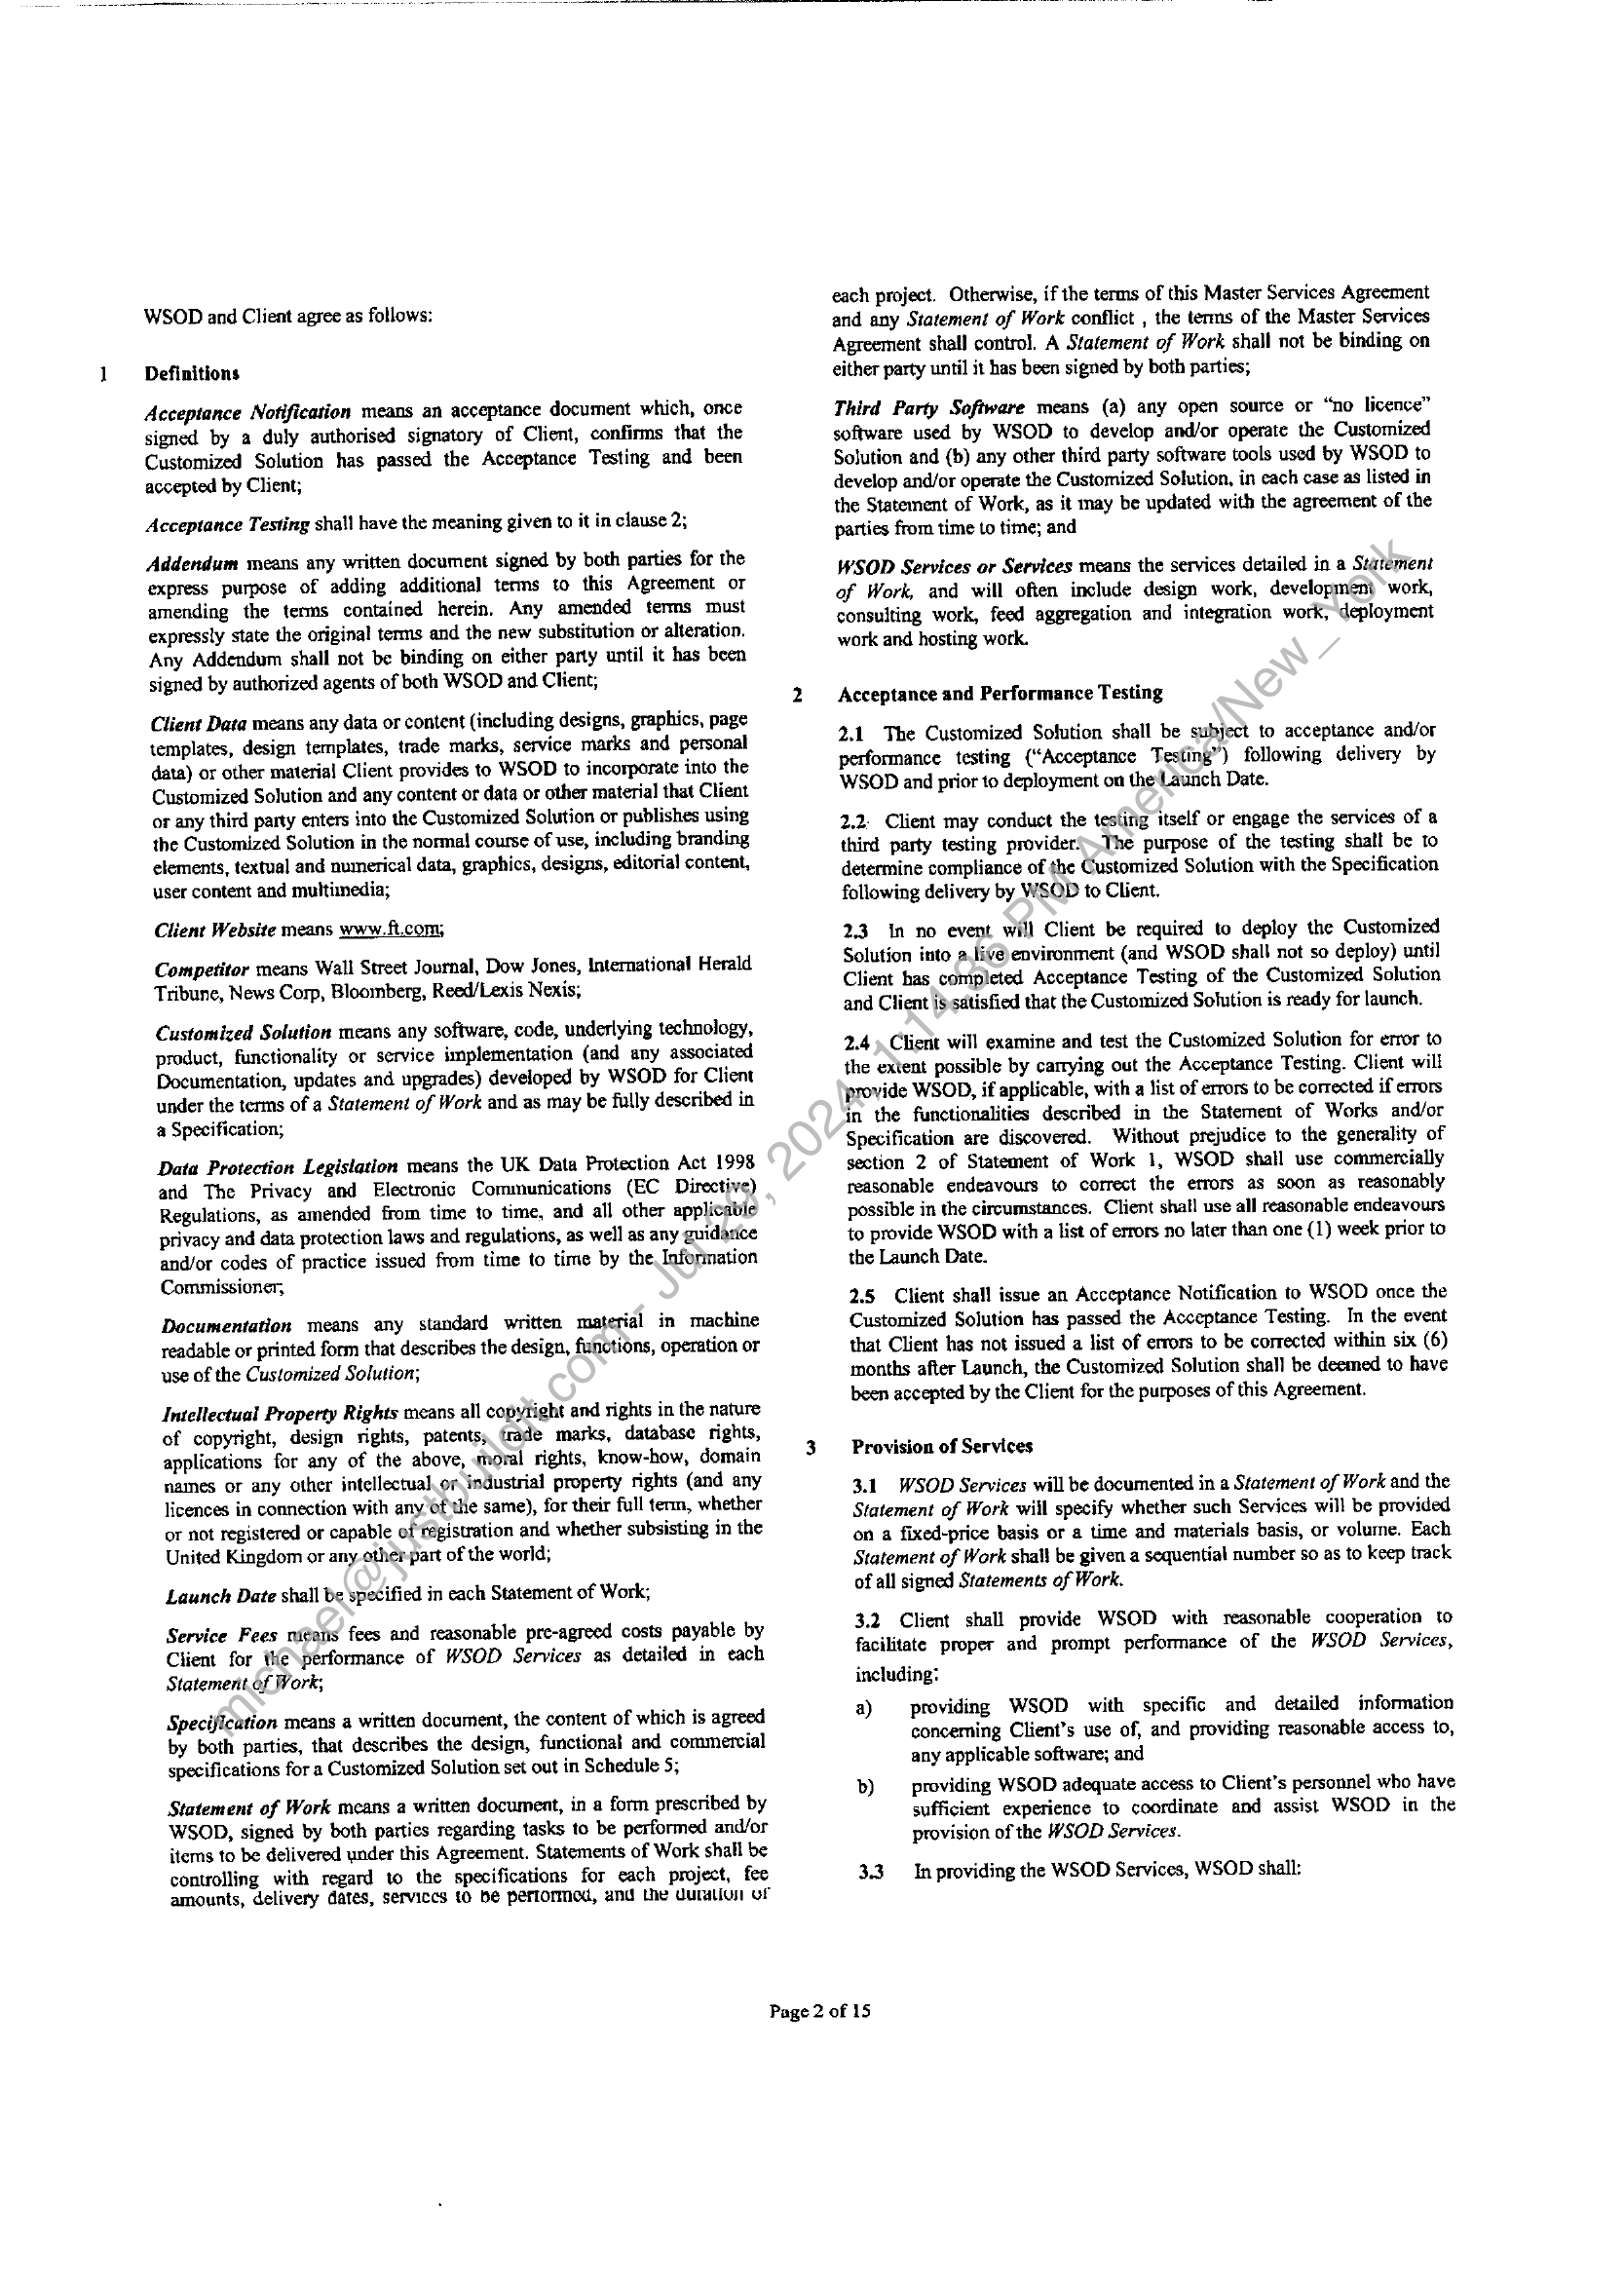 WSOD and Client agree as follows:
1 Definitions
Acceptance Notification means an acceptance document which, once
signed by a duly authorised signatory of Client, confirms that the
Customized Solution has passed the Acceptance Testing and been
accepted by Client;
Acceptance Testing shall have the meaning given to it in clause 2;
Addendum means any written document signed by both parties for the
express purpose of adding additional terms to this Agreement or
amending the terms contained herein. Any amended terms must
expressly state the original terms and the new substitution or alteration.
Any Addendum shall not be binding on either party until it has been
signed by authorized agents of both WSOD and Client;
Client Data means any data or content (including designs, graphics, page
templates, design templates, trade marks, service marks and personal
data) or other material Client provides to WSOD to incorporate into the
Customized Solution and any content or data or other material that Client
or any third party enters into the Customized Solution or publishes using
the Customized Solution in the normal course of use, including branding
elements, textual and numerical data, graphics, designs, editorial content,
user content and multimedia;
Client Website means www.ft.com;
Competitor means Wall Street Journal, Dow Jones, International Herald
Tribune, News Corp, Bloomberg, Reed/Lexis Nexis;
Customized Solution means any software, code, underlying technology,
product, functionality or service implementation (and any associated
Documentation, updates and upgrades) developed by WSOD for Client
under the terms of a Statement of Work and as may be fully described in
a Specification;
Data Protection Legislation means the UK Data Protection Act 1998
and The Privacy and Electronic Communications (EC Directive)
Regulations, as amended from time to time, and all other applicable
privacy and data protection laws and regulations, as well as any guidance
and/or codes of practice issued from time to time by the Information
Commissioner;
Documentation means any standard written material in machine
readable or printed form that describes the design, functions, operation or
use of the Customized Solution;
Intellectual Property Rights means all copyright and rights in the nature
of copyright, design rights, patents, trade marks, database rights,
applications for any of the above, moral rights, know-how, domain
names or any other intellectual or industrial property rights (and any
licences in connection with any of the same), for their full term, whether
or not registered or capable of registration and whether subsisting in the
United Kingdom or any other part of the world;
Launch Date shall be specified in each Statement of Work;
Service Fees means fees and reasonable pre-agreed costs payable by
Client for the performance of WSOD Services as detailed in each
Statement of Work;
Specification means a written document, the content of which is agreed
by both parties, that describes the design, functional and commercial
specifications for a Customized Solution set out in Schedule 5;
Statement of Work means a written document, in a form prescribed by
WSOD, signed by both parties regarding tasks to be performed and/or
items to be delivered under this Agreement. Statements of Work shall be
controlling with regard to the specifications for each project, fee
amounts, delivery dates, services to be performed, and the duration of
each project. Otherwise, if the terms of this Master Services Agreement
and any Statement of Work conflict , the terms of the Master Services
Agreement shall control. A Statement of Work shall not be binding on
either party until it has been signed by both parties;
Third Party Software means (a) any open source or “no licence”
software used by WSOD to develop and/or operate the Customized
Solution and (b) any other third party software tools used by WSOD to
develop and/or operate the Customized Solution, in each case as listed in
the Statement of Work, as it may be updated with the agreement of the
parties from time to time; and
WSOD Services or Services means the services detailed in a Statement
of Work, and will often include design work, development work,
consulting work, feed aggregation and integration work, deployment
work and hosting work.
2 Acceptance and Performance Testing
2.1 The Customized Solution shall be subject to acceptance and/or
performance testing (“Acceptance Testing”) following delivery by
WSOD and prior to deployment on the Launch Date.
2.2 Client may conduct the testing itself or engage the services of a
third party testing provider. The purpose of the testing shall be to
determine compliance of the Customized Solution with the Specification
following delivery by WSOD to Client.
2.3 In no event will Client be required to deploy the Customized
Solution into a live environment (and WSOD shall not so deploy) until
Client has completed Acceptance Testing of the Customized Solution
and Client is satisfied that the Customized Solution is ready for launch.
2.4 Client will examine and test the Customized Solution for error to
the extent possible by carrying out the Acceptance Testing. Client will
provide WSOD, if applicable, with a list of errors to be corrected if errors
in the functionalities described in the Statement of Works and/or
Specification are discovered. Without prejudice to the generality of
section 2 of Statement of Work 1, WSOD shall use commercially
reasonable endeavours to correct the errors as soon as reasonably
possible in the circumstances. Client shall use all reasonable endeavours
to provide WSOD with a list of errors no later than one (1) week prior to
the Launch Date.
2.5 Client shall issue an Acceptance Notification to WSOD once the
Customized Solution has passed the Acceptance Testing. In the event
that Client has not issued a list of errors to be corrected within six (6)
months after Launch, the Customized Solution shall be deemed to have
been accepted by the Client for the purposes of this Agreement.
3 Provision of Services
3.1 WSOD Services will be documented in a Statement of Work and the
Statement of Work will specify whether such Services will be provided
on a fixed-price basis or a time and materials basis, or volume. Each
Statement of Work shall be given a sequential number so as to keep track
of all signed Statements of Work.
3.2 Client shall provide WSOD with reasonable cooperation to
facilitate proper and prompt performance of the WSOD Services,
including:
a) providing WSOD with specific and detailed information
concerning Client's use of, and providing reasonable access to,
any applicable software; and
b) providing WSOD adequate access to Client's personnel who have
sufficient experience to coordinate and assist WSOD in the
provision of the WSOD Services.
3.3 In providing the WSOD Services, WSOD shall:
Page 2 of 15
michael@justbuildit.com - Jul 29, 2024, 1:14:36 PM America/New_York